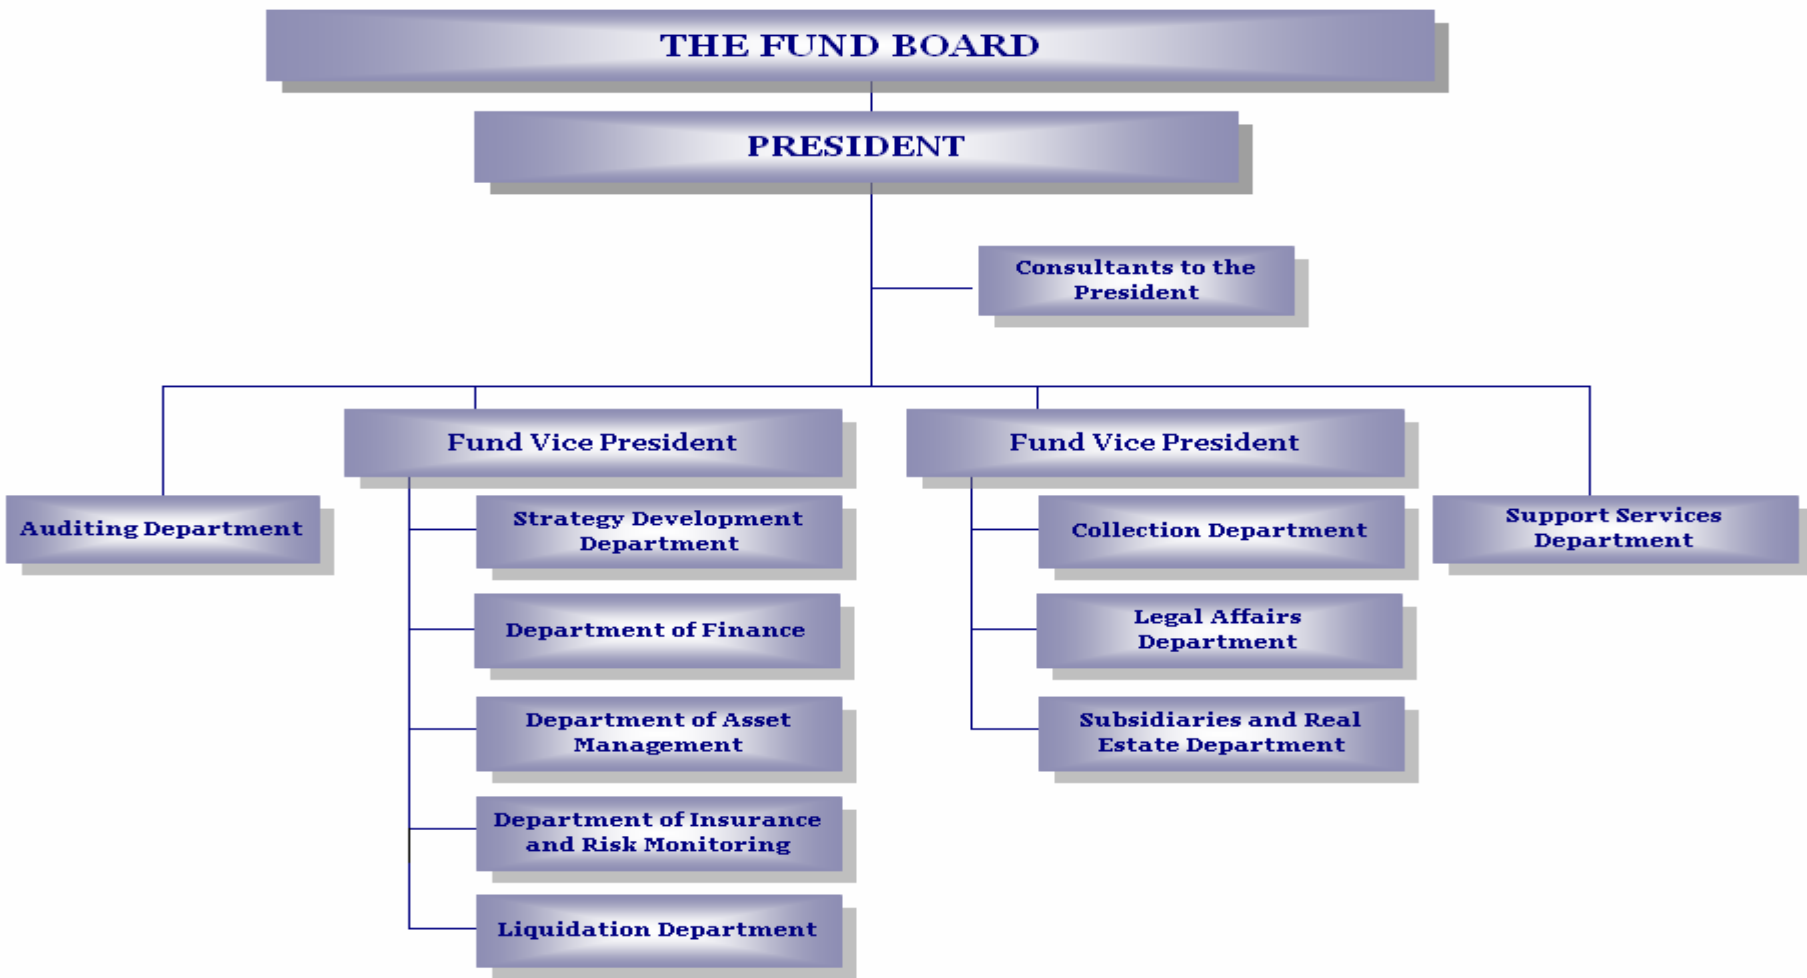 THE FUND BOARD
PRESIDENT
Consultants to the
President
Fund Vice President
Fund Vice President
Auditing Department
Strategy Development
Department
Collection Department
Support Services
Department
Department of Finance
Legal Affairs
Department
Department of Asset
Management
Subsidiaries and Real
Estate Department
Department of Insurance
and Risk Monitoring
Liquidation Department